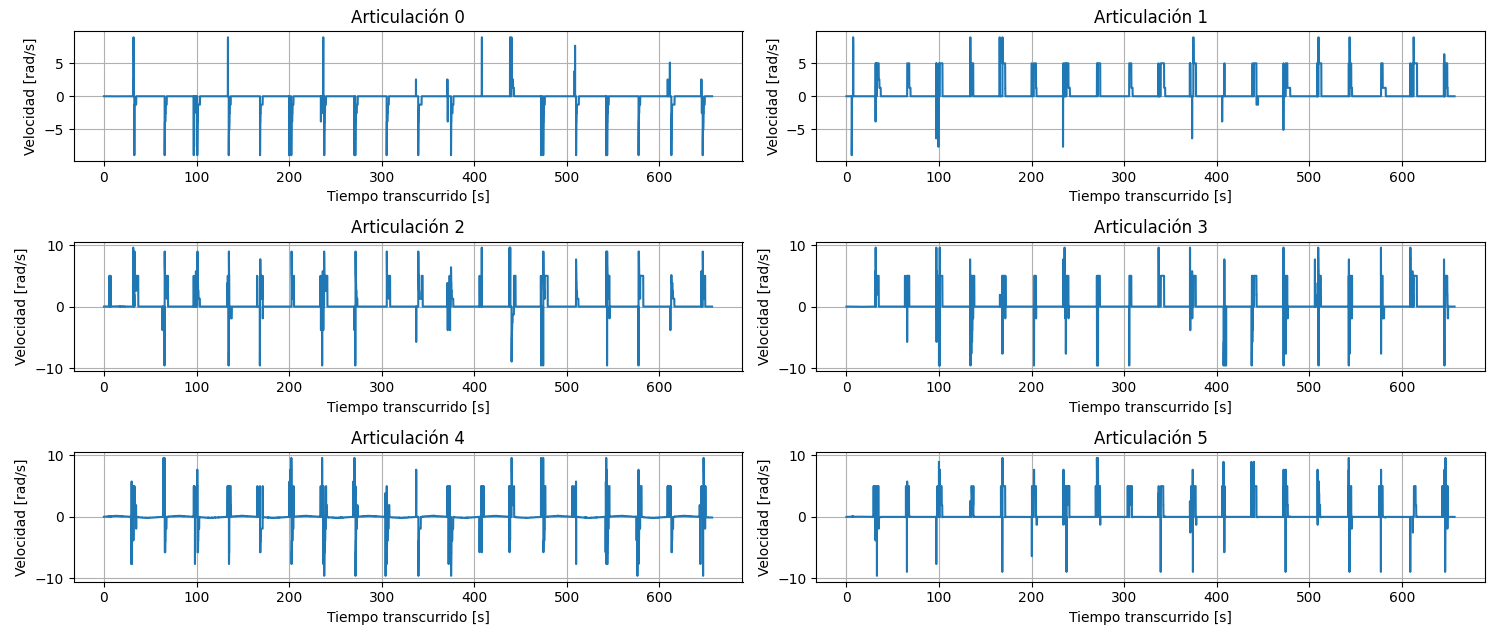 Articulación 0
Velocidad [rad/s]
5
0
−5
0 100 200 300 400 500 600
Tiempo transcurrido [s]
Articulación 1
Velocidad [rad/s]
5
0
−5
0 100 200 300 400 500 600
Tiempo transcurrido [s]
Articulación 2
Velocidad [rad/s]
10
0
−10
0 100 200 300 400 500 600
Tiempo transcurrido [s]
Articulación 3
Velocidad [rad/s]
10
0
−10
0 100 200 300 400 500 600
Tiempo transcurrido [s]
Articulación 4
Velocidad [rad/s]
10
0
−10
0 100 200 300 400 500 600
Tiempo transcurrido [s]
Articulación 5
Velocidad [rad/s]
10
0
−10
0 100 200 300 400 500 600
Tiempo transcurrido [s]